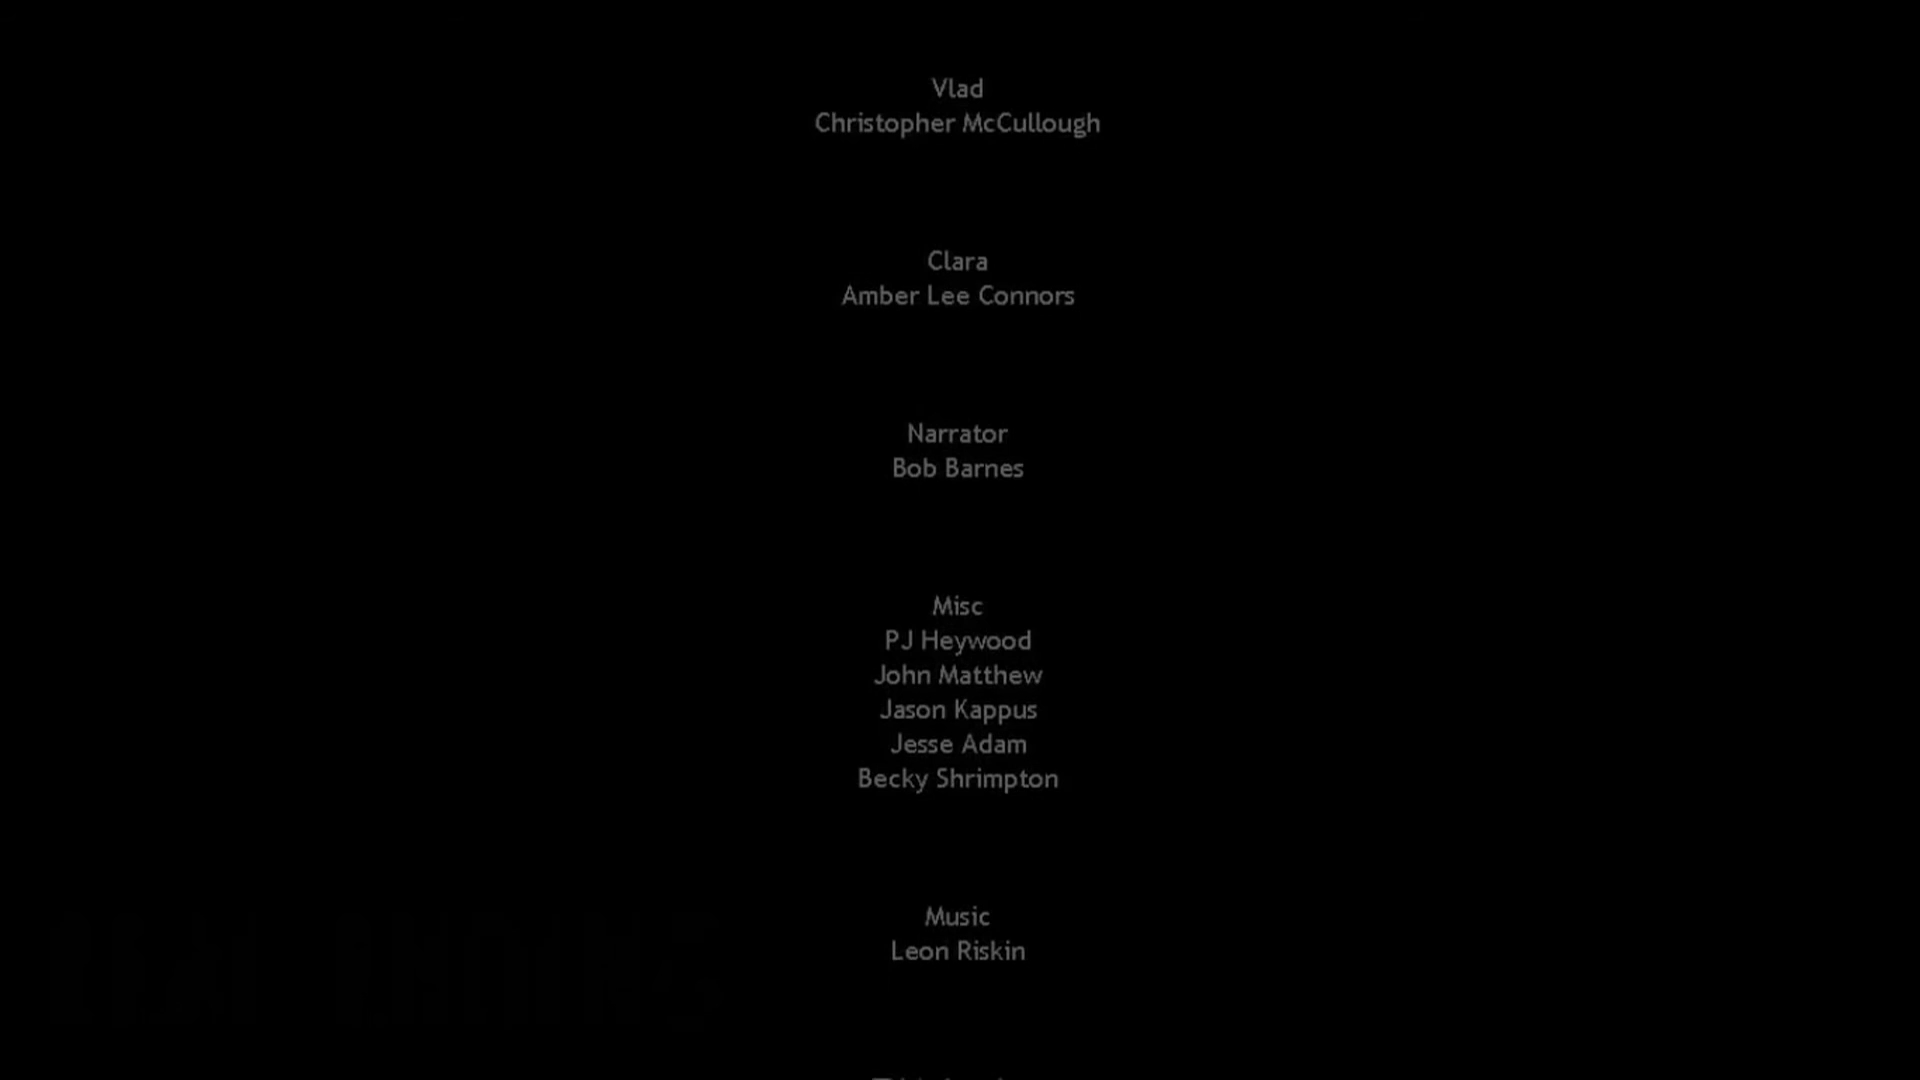 Vlad
Christopher McCullough
Clara
Amber Lee Connors
Narrator
Bob Barnes
Misc
PJ Heywood
John Matthew
Jason Kappus
Jesse Adam
Becky Shrimpton
Music
Leon Riskin